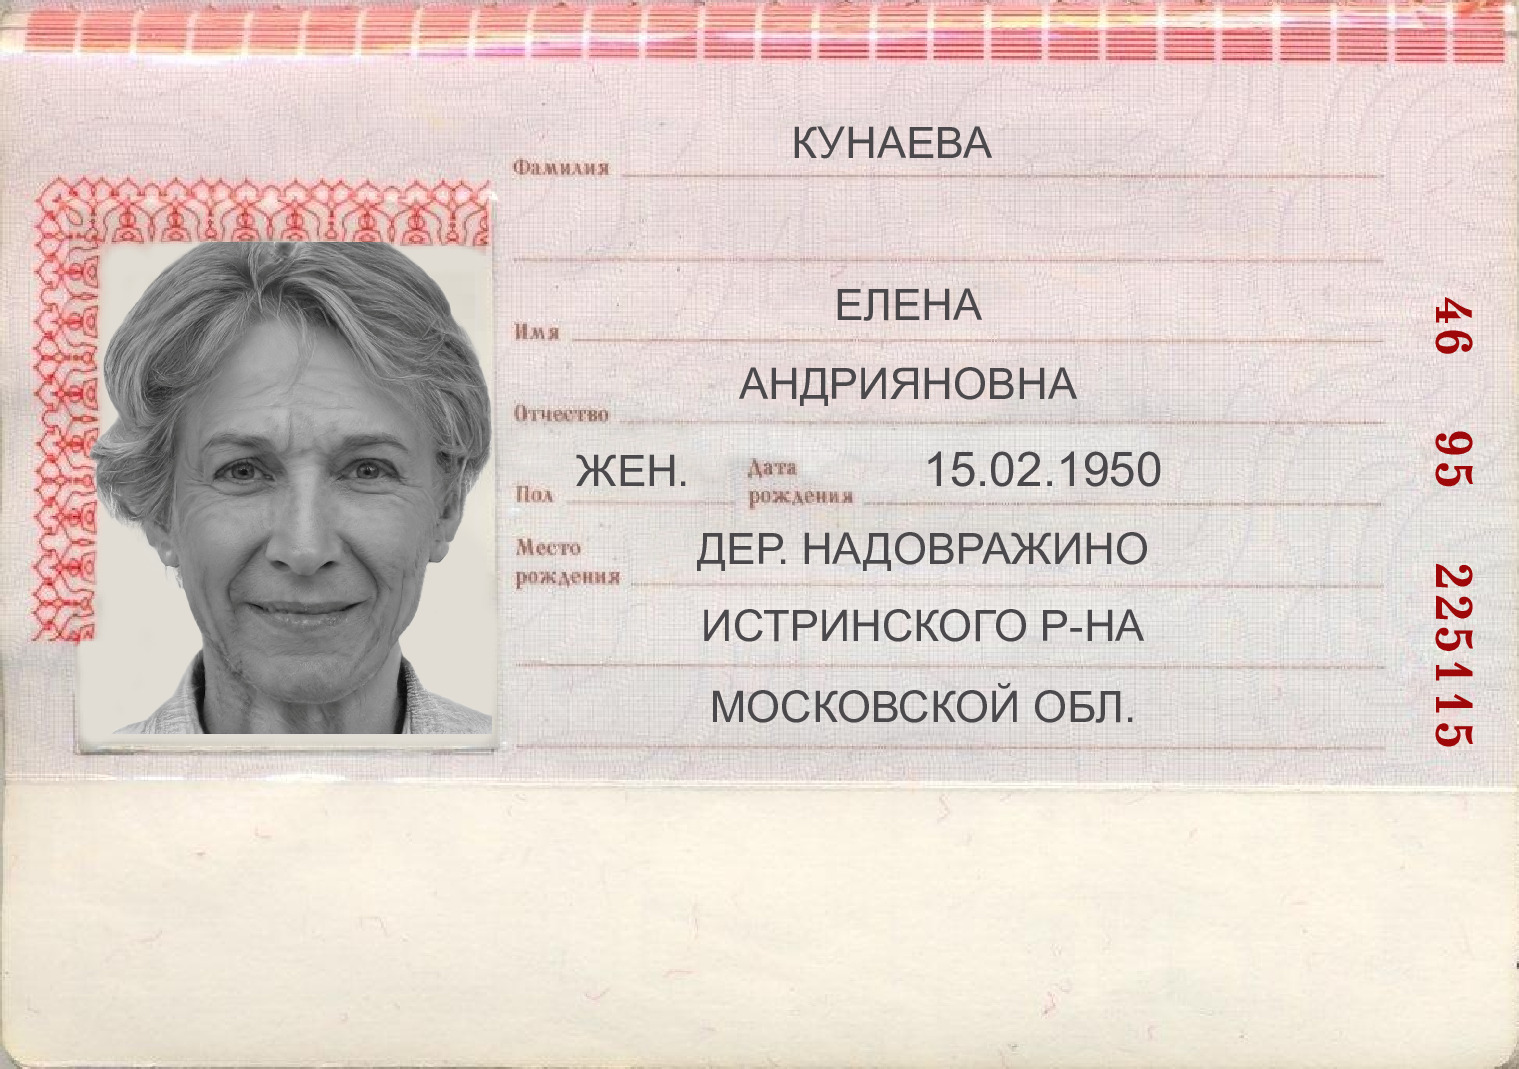 КУНАЕВА
Фамилия
ЕЛЕНА
Имя
АНДРИЯНОВНА
Отчество
ЖЕН. Дата 15.02.1950
Пол рождения
Место ДЕР. НАДОВРАЖИНО
рождения
ИСТРИНСКОГО Р-НА
МОСКОВСКОЙ ОБЛ.
46 95 225115